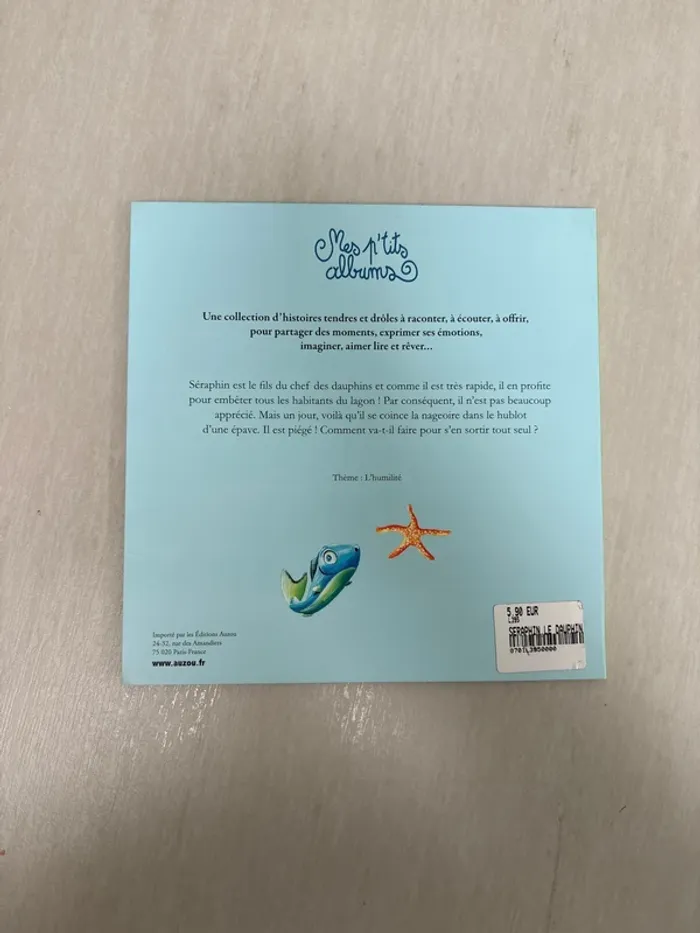 Mes p'tits
albums
Une collection d'histoires tendres et drôles à raconter, à écouter, à offrir,
pour partager des moments, exprimer ses émotions,
imaginer, aimer lire et rêver...
Séraphin est le fils du chef des dauphins et comme il est très rapide, il en profite
pour embêter tous les habitants du lagon ! Par conséquent, il n'est pas beaucoup
apprécié. Mais un jour, voilà qu'il se coince la nageoire dans le hublot
d'une épave. Il est piégé ! Comment va-t-il faire pour s'en sortir tout seul ?
Thème : L'humilité
Importé par les Éditions Auzou
24-32, rue des Amandiers
75 020 Paris-France
www.auzou.fr
5.90 EUR
SERAPHIN LE DAUPHIN